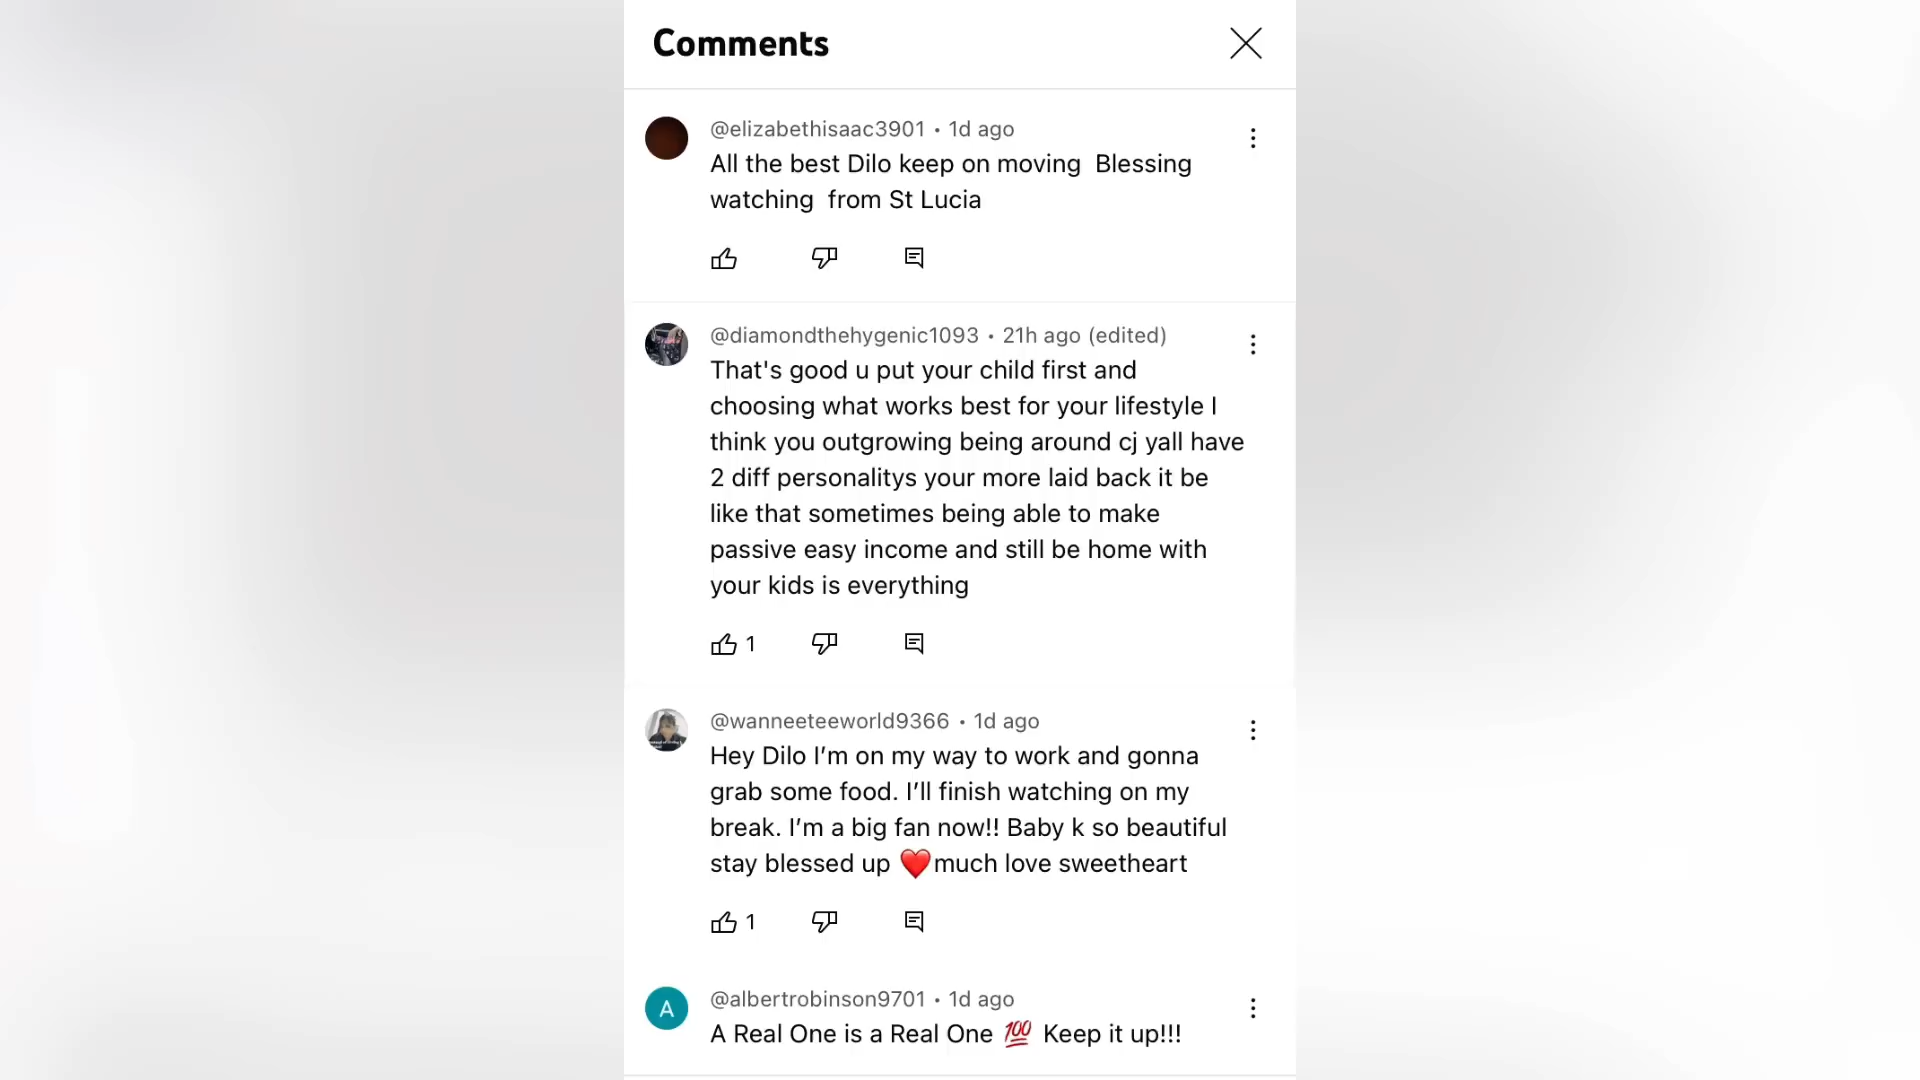 Comments
@elizabethisaac3901 • 1d ago
All the best Dilo keep on moving  Blessing
watching  from St Lucia
@diamondthehygenic1093 • 21h ago (edited)
That's good u put your child first and
choosing what works best for your lifestyle I
think you outgrowing being around cj yall have
2 diff personalitys your more laid back it be
like that sometimes being able to make
passive easy income and still be home with
your kids is everything
1
@wanneeteeworld9366 • 1d ago
Hey Dilo I’m on my way to work and gonna
grab some food. I’ll finish watching on my
break. I’m a big fan now!! Baby k so beautiful
stay blessed up ❤️much love sweetheart
1
A
@albertrobinson9701 • 1d ago
A Real One is a Real One 💯 Keep it up!!!